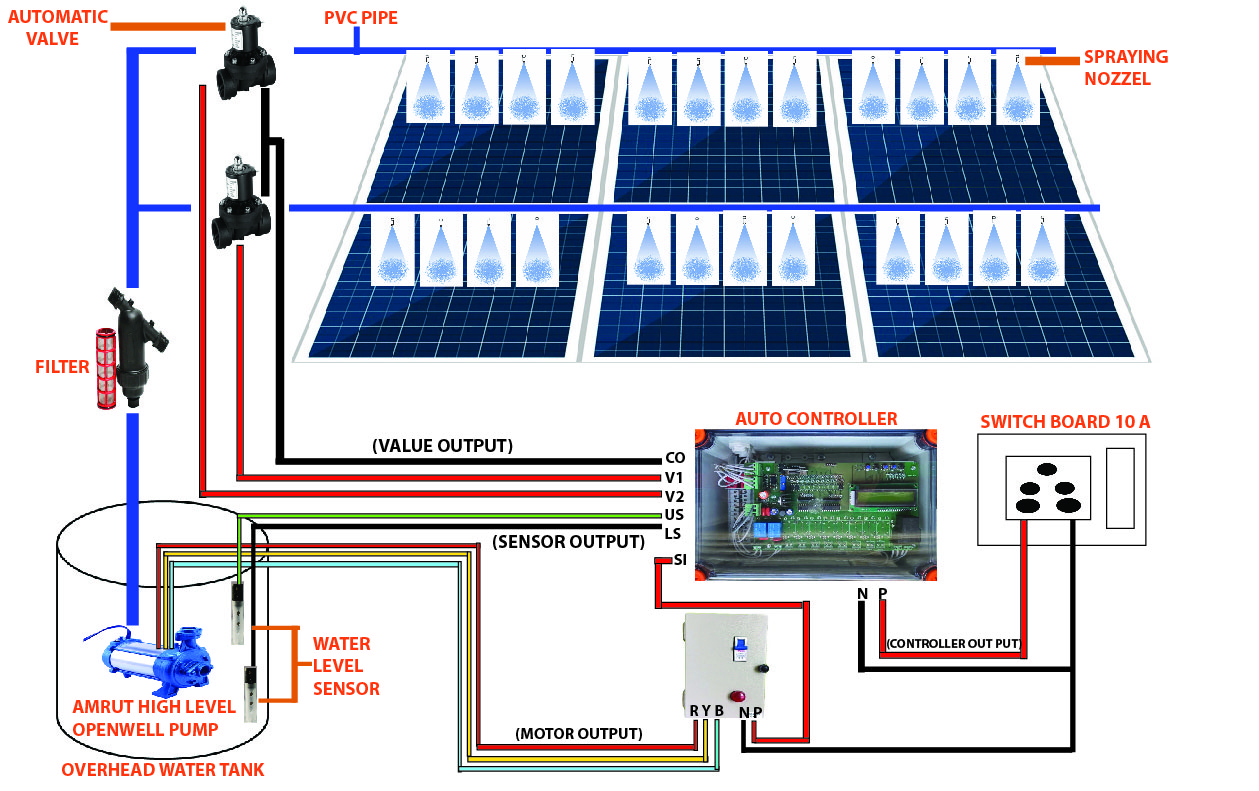 AUTOMATIC
VALVE
PVC PIPE
SPRAYING
NOZZEL
FILTER
AUTO CONTROLLER
SWITCH BOARD 10 A
(VALUE OUTPUT)
CO
V1
V2
US
LS
(SENSOR OUTPUT)
SI
N P
(CONTROLLER OUT PUT)
WATER
LEVEL
SENSOR
AMRUT HIGH LEVEL
OPENWELL PUMP
R Y B N P
(MOTOR OUTPUT)
OVERHEAD WATER TANK